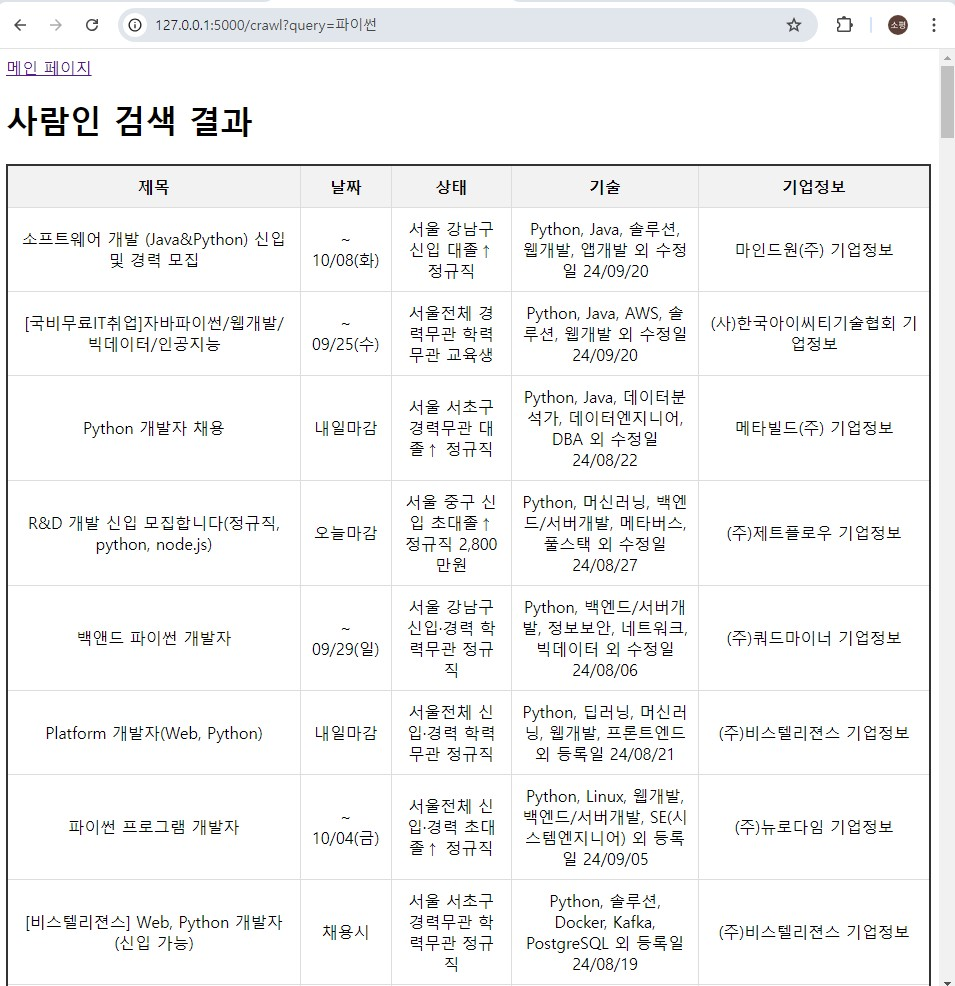 127.0.0.1:5000/crawl?query=파이썬
소평
메인 페이지
사람인 검색 결과
제목 날짜 상태 기술 기업정보
소프트웨어 개발 (Java&Python) 신입
및 경력 모집
~
10/08(화)
서울 강남구
신입 대졸↑
정규직
Python, Java, 솔루션,
웹개발, 앱개발 외 수정
일 24/09/20
마인드원(주) 기업정보
[국비무료IT취업]자바파이썬/웹개발/
빅데이터/인공지능
~
09/25(수)
서울전체 경
력무관 학력
무관 교육생
Python, Java, AWS, 솔
루션, 웹개발 외 수정일
24/09/20
(사)한국아이씨티기술협회 기
업정보
Python 개발자 채용
내일마감
서울 서초구
경력무관 대
졸↑ 정규직
Python, Java, 데이터분
석가, 데이터엔지니어,
DBA 외 수정일
24/08/22
메타빌드(주) 기업정보
R&D 개발 신입 모집합니다(정규직,
python, node.js)
오늘마감
서울 중구 신
입 초대졸↑
정규직 2,800
만원
Python, 머신러닝, 백엔
드/서버개발, 메타버스,
풀스택 외 수정일
24/08/27
(주)제트플로우 기업정보
백앤드 파이썬 개발자
~
09/29(일)
서울 강남구
신입·경력 학
력무관 정규
직
Python, 백엔드/서버개
발, 정보보안, 네트워크,
빅데이터 외 수정일
24/08/06
(주)쿼드마이너 기업정보
Platform 개발자(Web, Python)
내일마감
서울전체 신
입·경력 학력
무관 정규직
Python, 딥러닝, 머신러
닝, 웹개발, 프론트엔드
외 등록일 24/08/21
(주)비스텔리젼스 기업정보
파이썬 프로그램 개발자
~
10/04(금)
서울전체 신
입·경력 초대
졸↑ 정규직
Python, Linux, 웹개발,
백엔드/서버개발, SE(시
스템엔지니어) 외 등록
일 24/09/05
(주)뉴로다임 기업정보
[비스텔리젼스] Web, Python 개발자
(신입 가능)
채용시
서울 서초구
경력무관 학
력무관 정규
직
Python, 솔루션,
Docker, Kafka,
PostgreSQL 외 등록일
24/08/19
(주)비스텔리젼스 기업정보